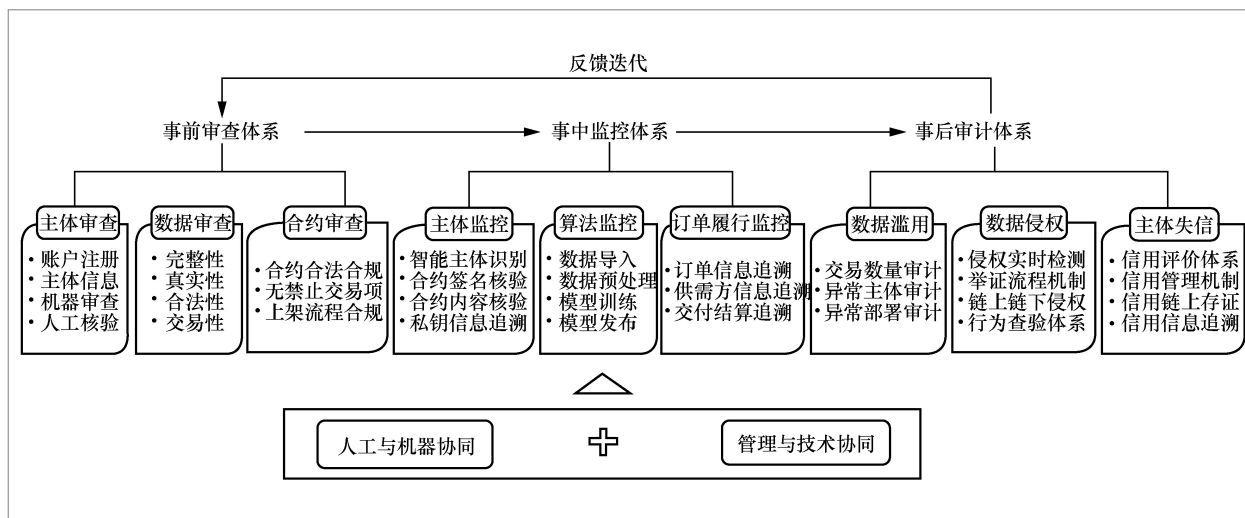 反馈迭代
事前审查体系
事中监控体系
事后审计体系
主体审查
• 账户注册
• 主体信息
• 机器审查
• 人工核验
数据审查
• 完整性
• 真实性
• 合法性
• 交易性
合约审查
• 合约合法合规
• 无禁止交易项
• 上架流程合规
主体监控
• 智能主体识别
• 合约签名核验
• 合约内容核验
• 私钥信息追溯
算法监控
• 数据导入
• 数据预处理
• 模型训练
• 模型发布
订单履行监控
• 订单信息追溯
• 供需方信息追溯
• 交付结算追溯
数据滥用
• 交易数量审计
• 异常主体审计
• 异常部署审计
数据侵权
• 侵权实时检测
• 举证流程机制
• 链上链下侵权
• 行为查验体系
主体失信
• 信用评价体系
• 信用管理机制
• 信用链上存证
• 信用信息追溯
人工与机器协同
管理与技术协同